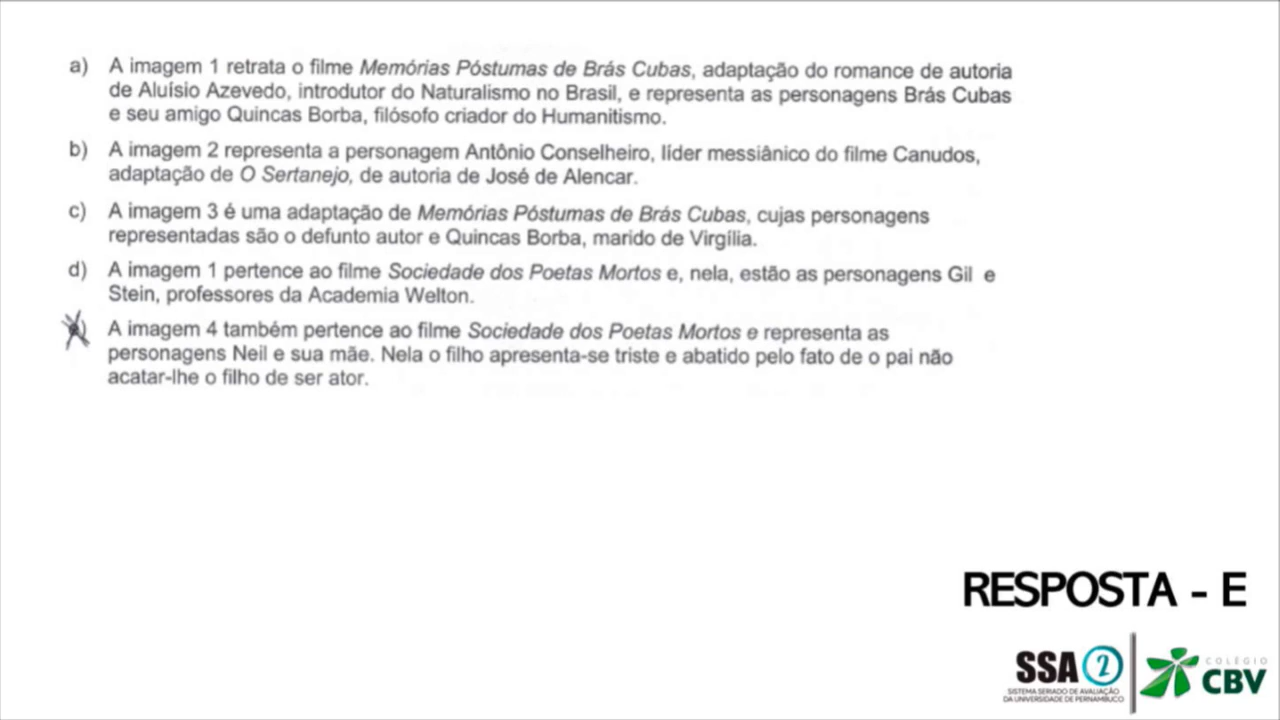 a) A imagem 1 retrata o filme Memórias Póstumas de Brás Cubas, adaptação do romance de autoria
de Aluísio Azevedo, introdutor do Naturalismo no Brasil, e representa as personagens Brás Cubas
e seu amigo Quincas Borba, filósofo criador do Humanitismo.
b) A imagem 2 representa a personagem Antônio Conselheiro, líder messiânico do filme Canudos,
adaptação de O Sertanejo, de autoria de José de Alencar.
c) A imagem 3 é uma adaptação de Memórias Póstumas de Brás Cubas, cujas personagens
representadas são o defunto autor e Quincas Borba, marido de Virgília.
d) A imagem 1 pertence ao filme Sociedade dos Poetas Mortos e, nela, estão as personagens Gil e
Stein, professores da Academia Welton.
e) A imagem 4 também pertence ao filme Sociedade dos Poetas Mortos e representa as
personagens Neil e sua mãe. Nela o filho apresenta-se triste e abatido pelo fato de o pai não
acatar-lhe o filho de ser ator.
RESPOSTA - E
SSA 2
SISTEMA SERIADO DE AVALIAÇÃO
DA UNIVERSIDADE DE PERNAMBUCO
COLÉGIO
CBV